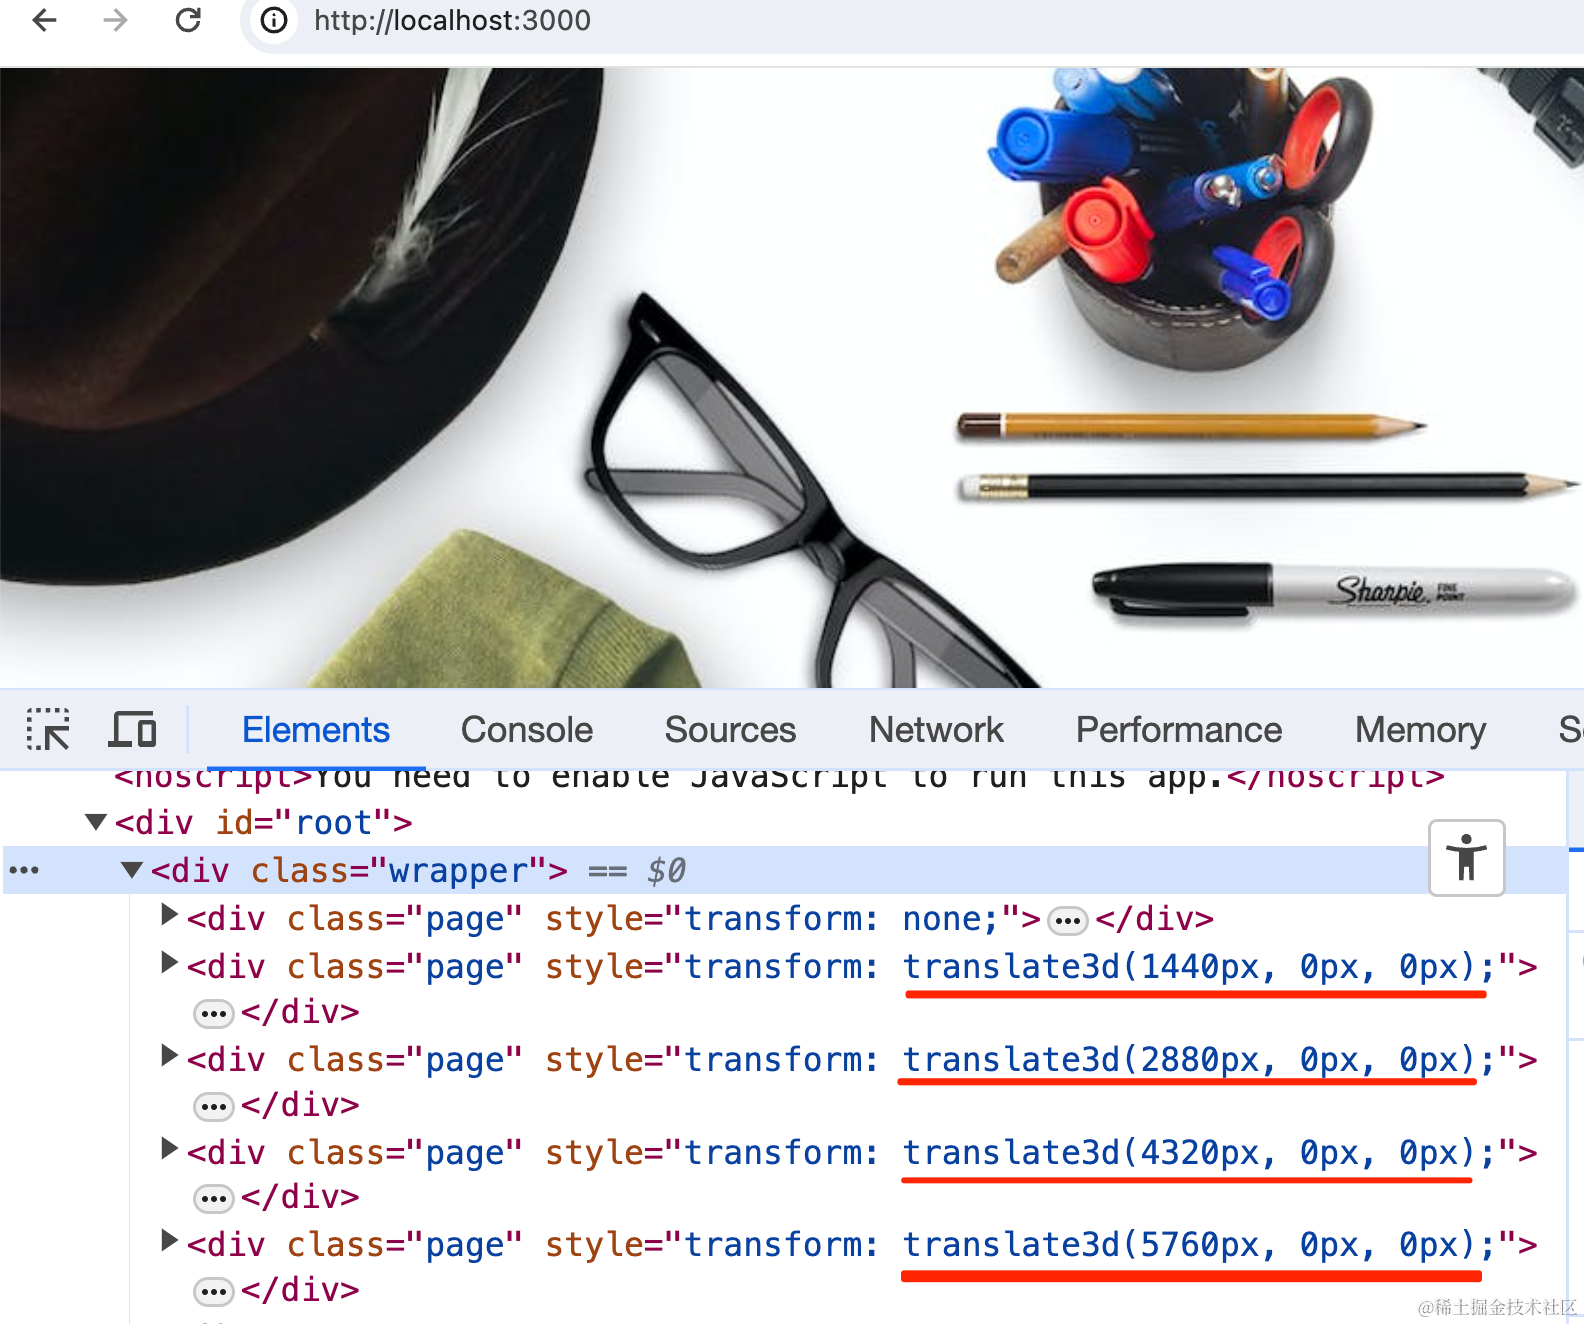 http://localhost:3000
Sharpie. FINE POINT
Elements Console Sources Network Performance Memory
<noscript>You need to enable JavaScript to run this app.</noscript>
<div id="root">
<div class="wrapper"> == $0
<div class="page" style="transform: none;">…</div>
<div class="page" style="transform: translate3d(1440px, 0px, 0px);">
…</div>
<div class="page" style="transform: translate3d(2880px, 0px, 0px);">
…</div>
<div class="page" style="transform: translate3d(4320px, 0px, 0px);">
…</div>
<div class="page" style="transform: translate3d(5760px, 0px, 0px);">
…</div>
@稀土掘金技术社区